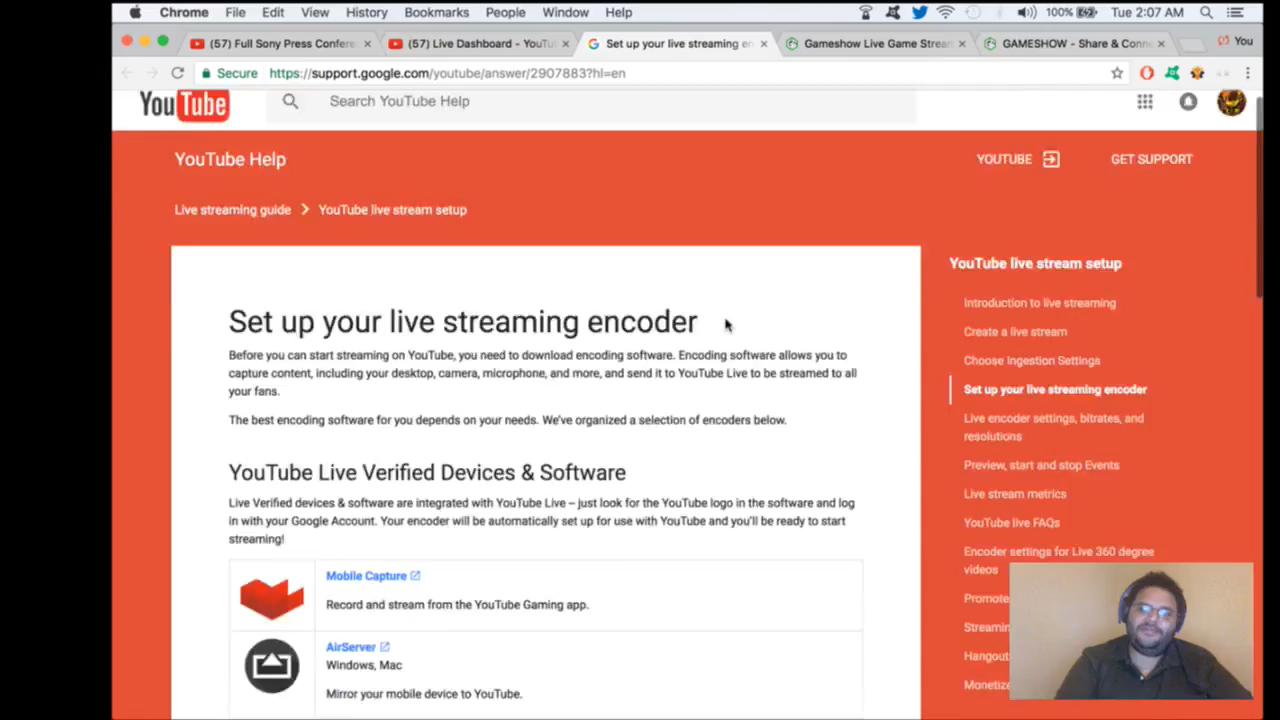 Chrome File Edit View History Bookmarks People Window Help 100% Tue 2:07 AM
(57) Full Sony Press Confere × (57) Live Dashboard - YouTu × Set up your live streaming en × Gameshow Live Game Strea × GAMESHOW - Share & Conn × You
Secure https://support.google.com/youtube/answer/2907883?hl=en
YouTube Search YouTube Help
YouTube Help YOUTUBE GET SUPPORT
Live streaming guide > YouTube live stream setup
Set up your live streaming encoder
Before you can start streaming on YouTube, you need to download encoding software. Encoding software allows you to
capture content, including your desktop, camera, microphone, and more, and send it to YouTube Live to be streamed to all
your fans.
The best encoding software for you depends on your needs. We've organized a selection of encoders below.
YouTube Live Verified Devices & Software
Live Verified devices & software are integrated with YouTube Live – just look for the YouTube logo in the software and log
in with your Google Account. Your encoder will be automatically set up for use with YouTube and you'll be ready to start
streaming!
Mobile Capture
Record and stream from the YouTube Gaming app.
AirServer
Windows, Mac
Mirror your mobile device to YouTube.
YouTube live stream setup
Introduction to live streaming
Create a live stream
Choose Ingestion Settings
Set up your live streaming encoder
Live encoder settings, bitrates, and
resolutions
Preview, start and stop Events
Live stream metrics
YouTube live FAQs
Encoder settings for Live 360 degree
videos
Promote
Streamin
Hangout
Monetize